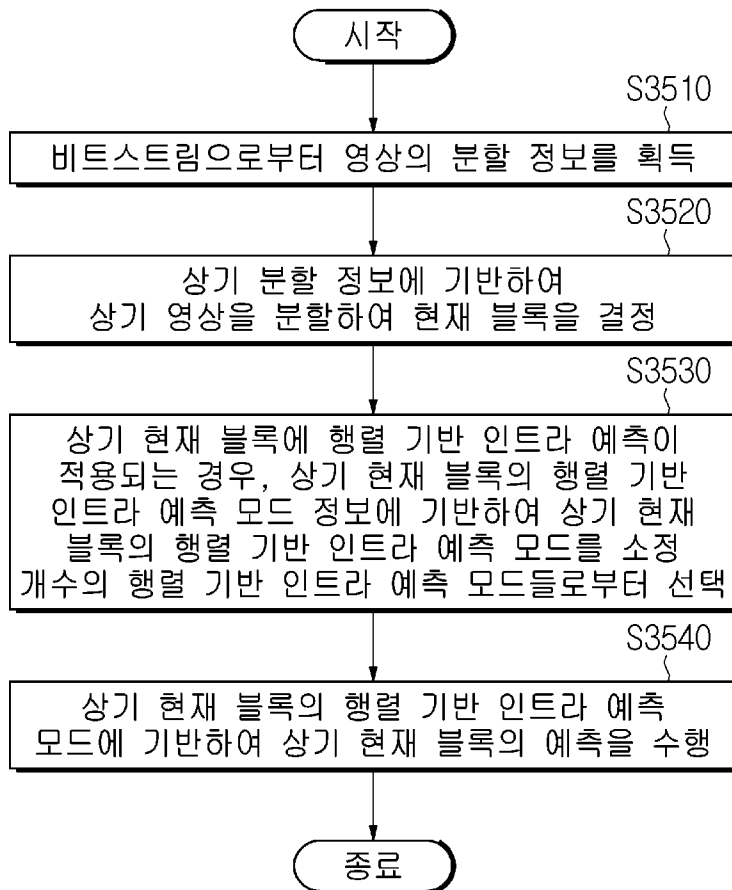 시작
S3510
비트스트림으로부터 영상의 분할 정보를 획득
S3520
상기 분할 정보에 기반하여
상기 영상을 분할하여 현재 블록을 결정
S3530
상기 현재 블록에 행렬 기반 인트라 예측이
적용되는 경우, 상기 현재 블록의 행렬 기반
인트라 예측 모드 정보에 기반하여 상기 현재
블록의 행렬 기반 인트라 예측 모드를 소정
개수의 행렬 기반 인트라 예측 모드들로부터 선택
S3540
상기 현재 블록의 행렬 기반 인트라 예측
모드에 기반하여 상기 현재 블록의 예측을 수행
종료